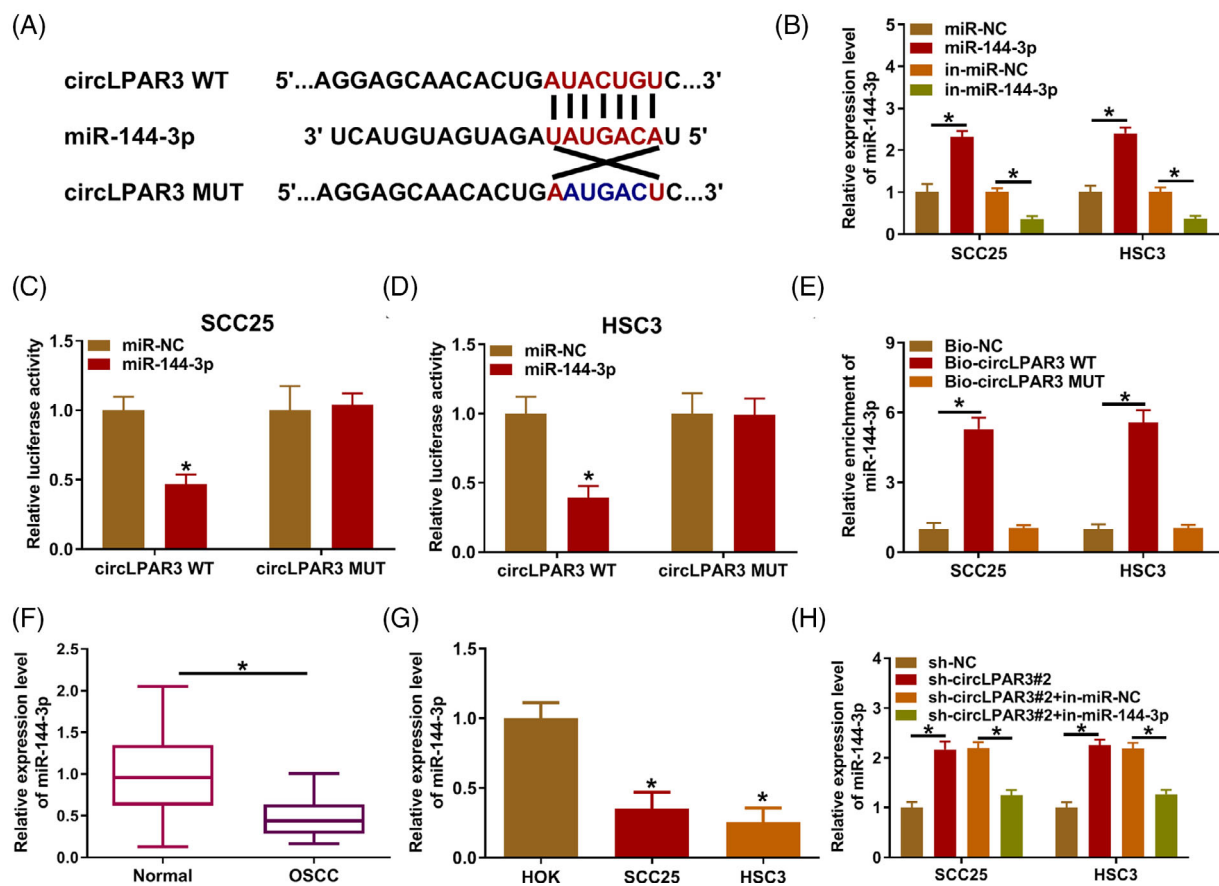 (A)
circLPAR3 WT 5'...AGGAGCAACACUGAUACUGUC...3'
miR-144-3p 3' UCAUGUAGUAGAUAUGACAU 5'
circLPAR3 MUT 5'...AGGAGCAACACUGAAUGACUC...3'
(B)
Relative expression level
of miR-144-3p
5
4
3
2
1
0
miR-NC
miR-144-3p
in-miR-NC
in-miR-144-3p
* * * *
SCC25 HSC3
(C)
SCC25
Relative luciferase activity
1.5
1.0
0.5
0.0
miR-NC
miR-144-3p
*
circLPAR3 WT circLPAR3 MUT
(D)
HSC3
Relative luciferase activity
1.5
1.0
0.5
0.0
miR-NC
miR-144-3p
*
circLPAR3 WT circLPAR3 MUT
(E)
Relative enrichment of
miR-144-3p
9
6
3
0
Bio-NC
Bio-circLPAR3 WT
Bio-circLPAR3 MUT
* *
SCC25 HSC3
(F)
Relative expression level
of miR-144-3p
2.5
2.0
1.5
1.0
0.5
0.0
*
Normal OSCC
(G)
Relative expression level
of miR-144-3p
1.5
1.0
0.5
0.0
* *
HOK SCC25 HSC3
(H)
Relative expression level
of miR-144-3p
4
3
2
1
0
sh-NC
sh-circLPAR3#2
sh-circLPAR3#2+in-miR-NC
sh-circLPAR3#2+in-miR-144-3p
* * * *
SCC25 HSC3